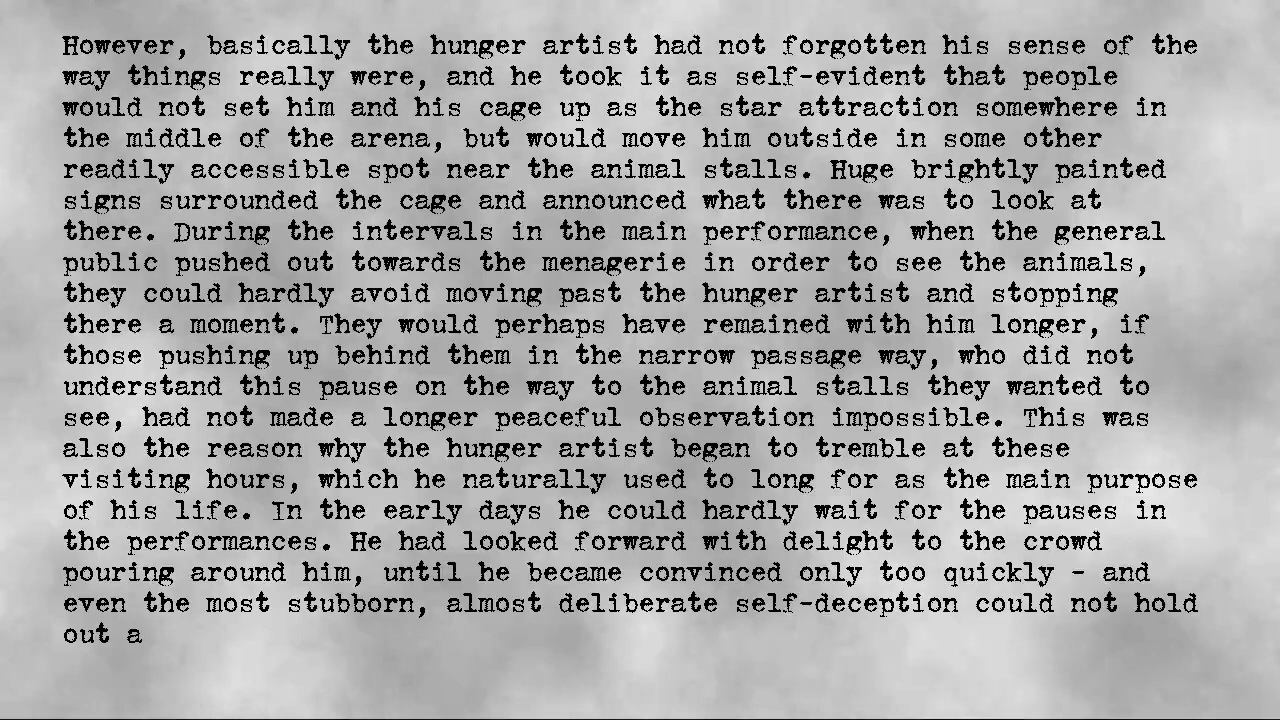 However, basically the hunger artist had not forgotten his sense of the
way things really were, and he took it as self-evident that people
would not set him and his cage up as the star attraction somewhere in
the middle of the arena, but would move him outside in some other
readily accessible spot near the animal stalls. Huge brightly painted
signs surrounded the cage and announced what there was to look at
there. During the intervals in the main performance, when the general
public pushed out towards the menagerie in order to see the animals,
they could hardly avoid moving past the hunger artist and stopping
there a moment. They would perhaps have remained with him longer, if
those pushing up behind them in the narrow passage way, who did not
understand this pause on the way to the animal stalls they wanted to
see, had not made a longer peaceful observation impossible. This was
also the reason why the hunger artist began to tremble at these
visiting hours, which he naturally used to long for as the main purpose
of his life. In the early days he could hardly wait for the pauses in
the performances. He had looked forward with delight to the crowd
pouring around him, until he became convinced only too quickly - and
even the most stubborn, almost deliberate self-deception could not hold
out a